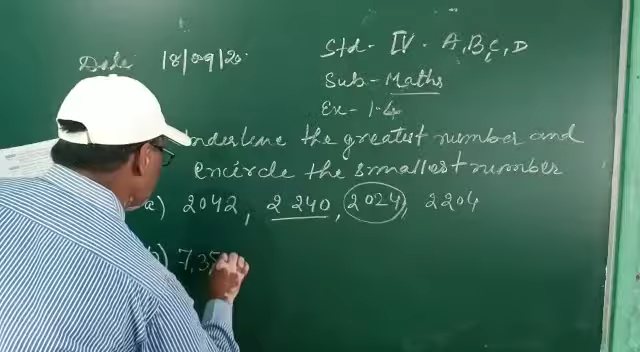 Date 18/09/20
Std - IV - A, B, C, D
Sub - Maths
Ex - 1.4
Underline the greatest number and
encircle the smallest number
a) 2042, 2240, 2024, 2204
b) 7,35